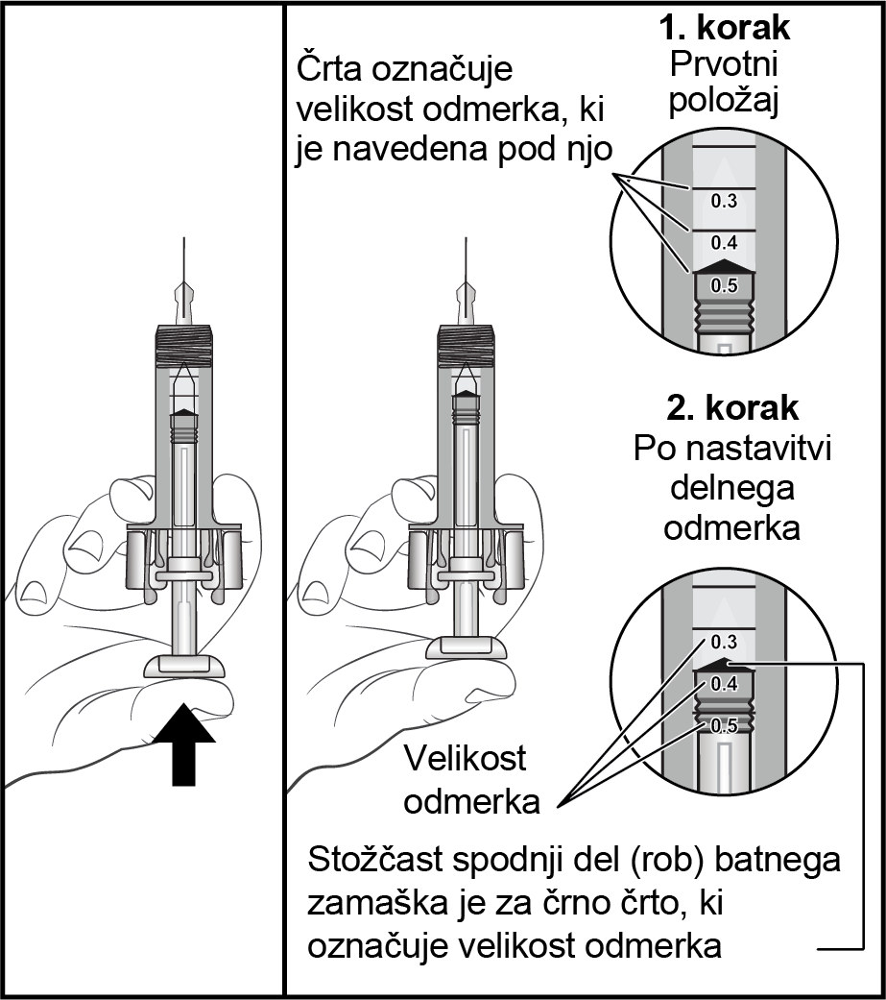 Črta označuje
velikost odmerka, ki
je navedena pod njo
1. korak
Prvotni
položaj
0.3
0.4
0.5
2. korak
Po nastavitvi
delnega
odmerka
0.3
0.4
0.5
Velikost
odmerka
Stožčast spodnji del (rob) batnega
zamaška je za črno črto, ki
označuje velikost odmerka